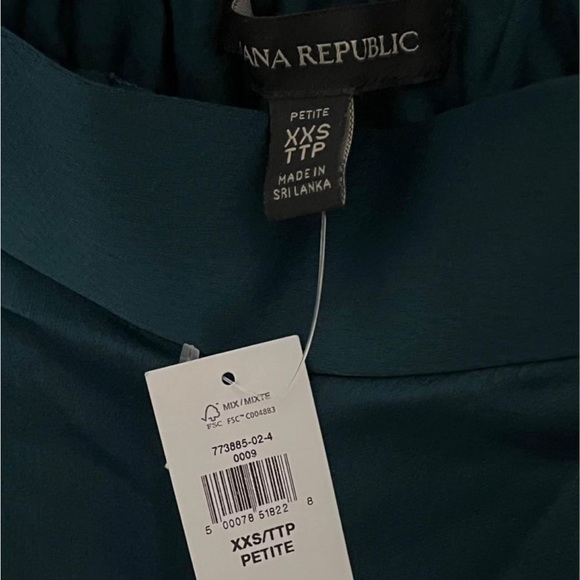 ANA REPUBLIC
PETITE
XXS
TTP
MADE IN
SRI LANKA
MIX/MIXTE
FSC FSC™ C004883
773885-02-4
0009
5 00078 51822 8
XXS/TTP
PETITE